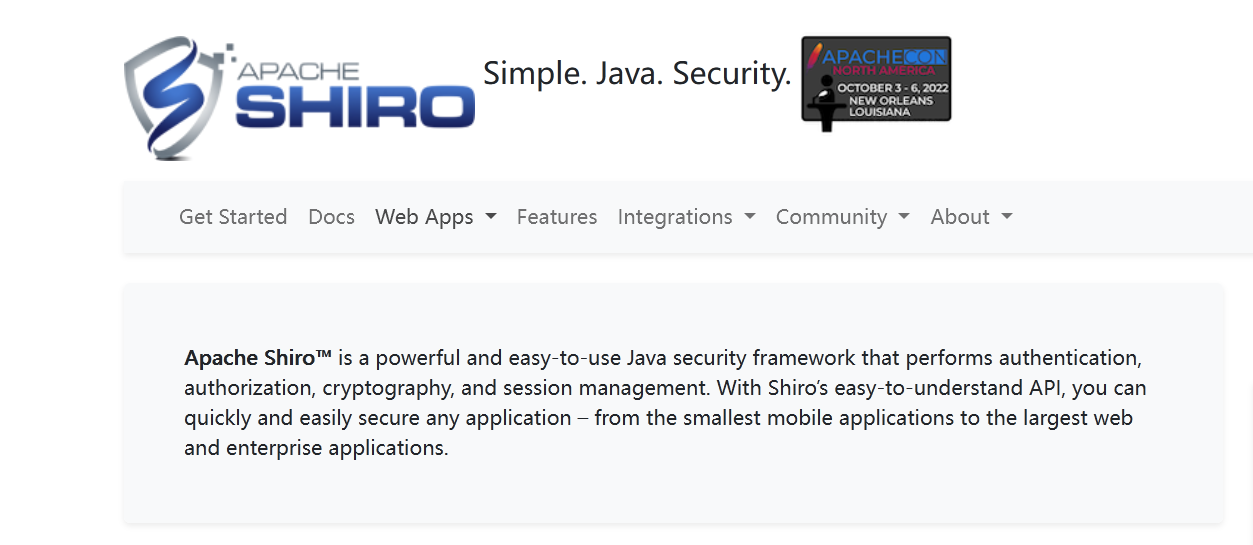 APACHE
SHIRO
Simple. Java. Security.
APACHECON
NORTH AMERICA
OCTOBER 3 - 6, 2022
NEW ORLEANS
LOUISIANA
Get Started Docs Web Apps Features Integrations Community About
Apache Shiro™ is a powerful and easy-to-use Java security framework that performs authentication,
authorization, cryptography, and session management. With Shiro’s easy-to-understand API, you can
quickly and easily secure any application – from the smallest mobile applications to the largest web
and enterprise applications.